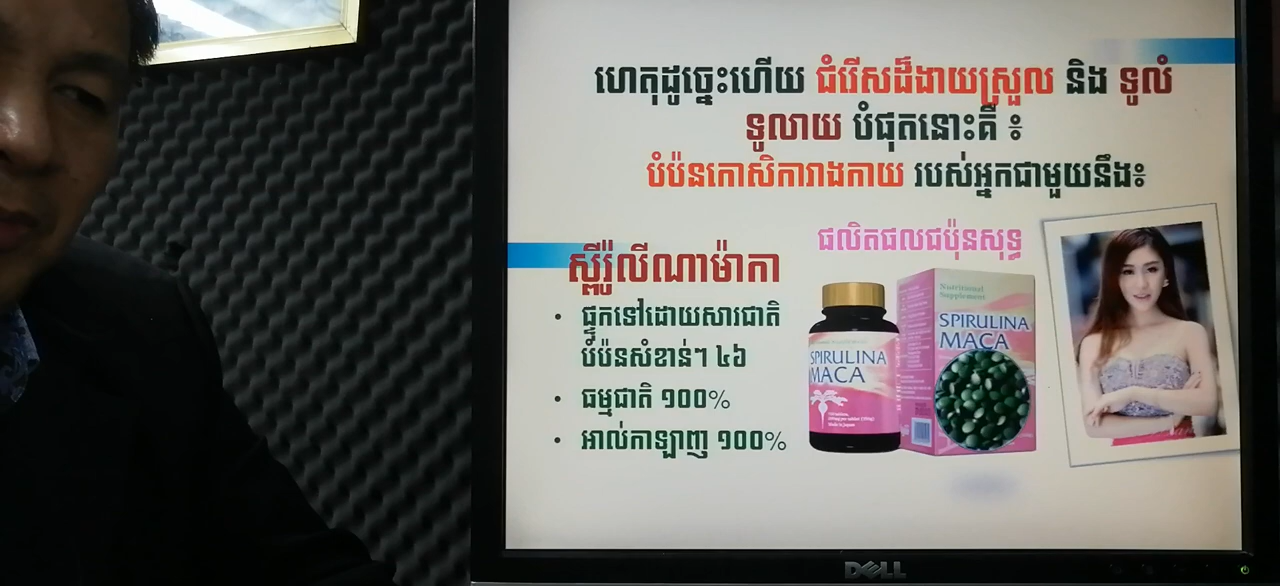 ហេតុដូច្នេះហើយ ជំរើសដ៏ងាយស្រួល និង ទូលំ
ទូលាយ បំផុតនោះគឺ ៖
បំប៉នកោសិការាងកាយ របស់អ្នកជាមួយនឹង៖
ផលិតផលជប៉ុនសុទ្ធ
ស្ពីរ៉ូលីណាម៉ាកា
• ផ្ទុកទៅដោយសារជាតិ
បំប៉នសំខាន់ៗ ៤៦
• ធម្មជាតិ ១០០%
• អាល់កាឡាញ ១០០%
SPIRULINA
MACA
Made in Japan
Nutritional
Supplement
SPIRULINA
MACA
DELL